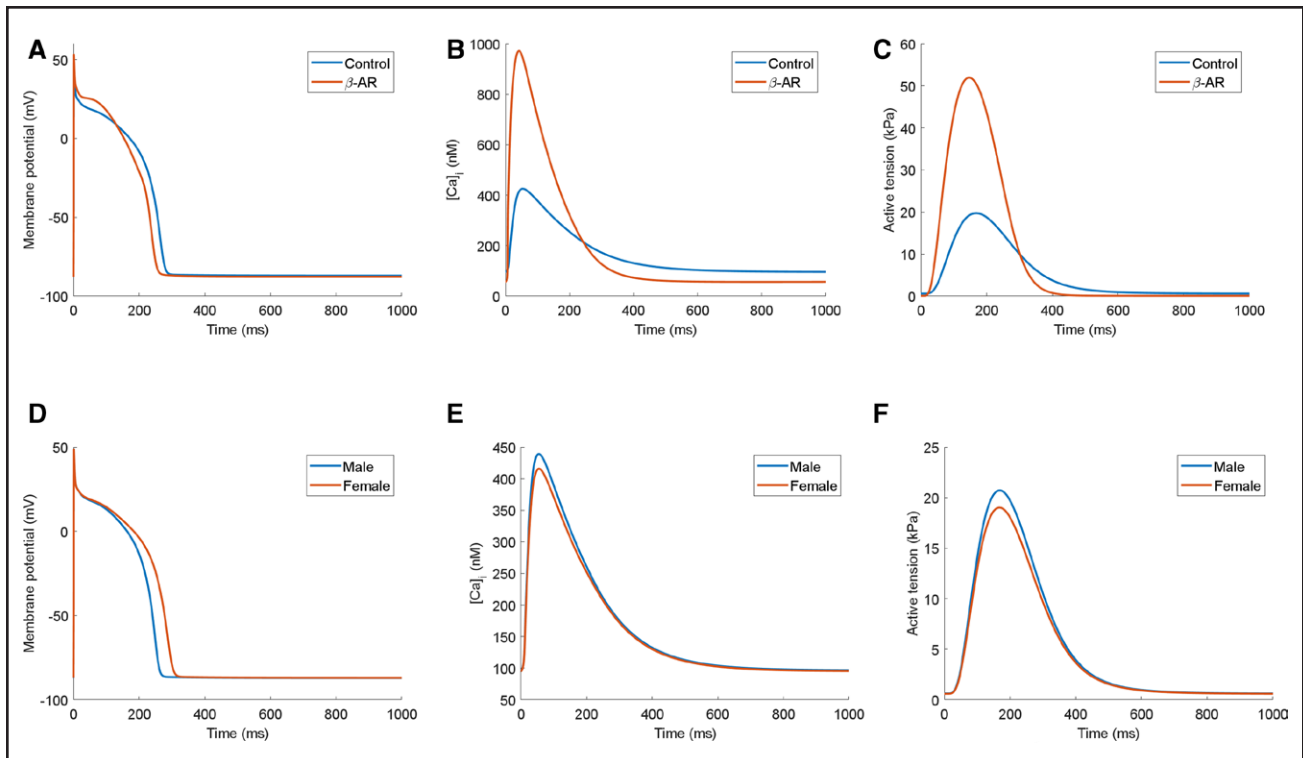 A
50
0
-50
-100
Membrane potential (mV)
0 200 400 600 800 1000
Time (ms)
Control
β-AR
B
1000
800
600
400
200
0
[Ca]i (nM)
0 200 400 600 800 1000
Time (ms)
Control
β-AR
C
60
50
40
30
20
10
0
Active tension (kPa)
0 200 400 600 800 1000
Time (ms)
Control
β-AR
D
50
0
-50
-100
Membrane potential (mV)
0 200 400 600 800 1000
Time (ms)
Male
Female
E
450
400
350
300
250
200
150
100
50
[Ca]i (nM)
0 200 400 600 800 1000
Time (ms)
Male
Female
F
25
20
15
10
5
0
Active tension (kPa)
0 200 400 600 800 1000
Time (ms)
Male
Female